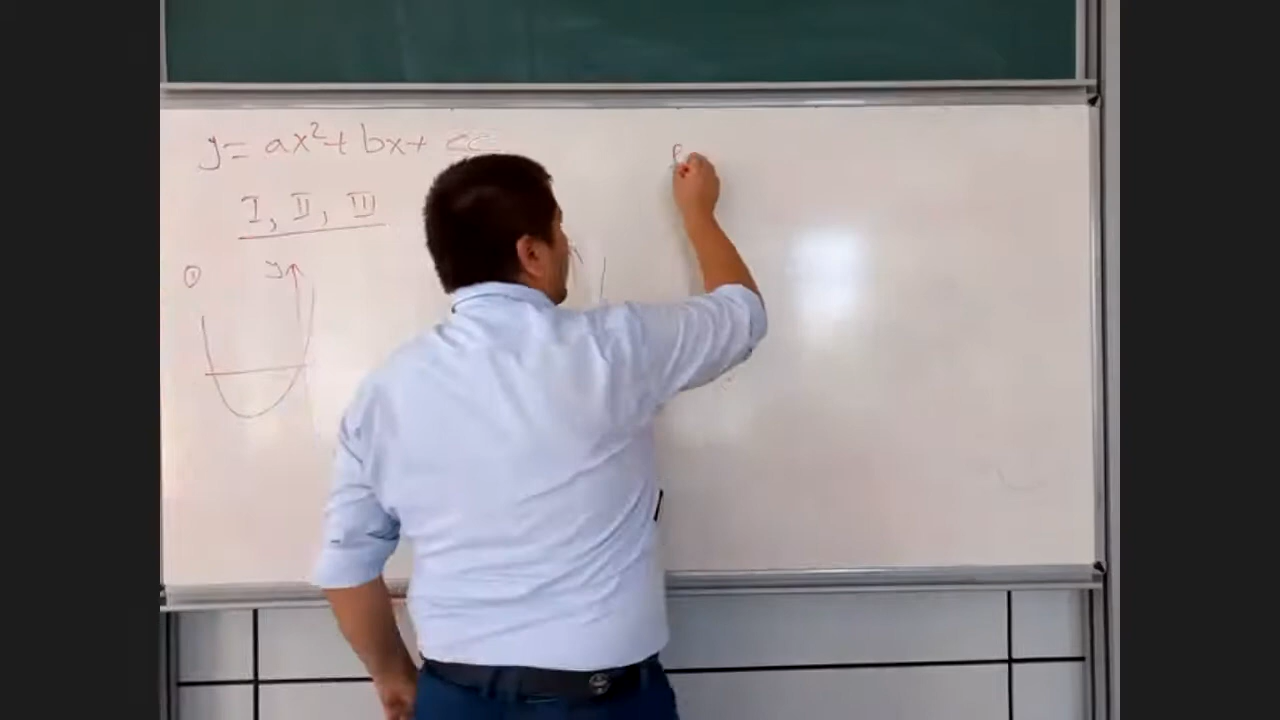 y = ax² + bx +
I, II, III
① y